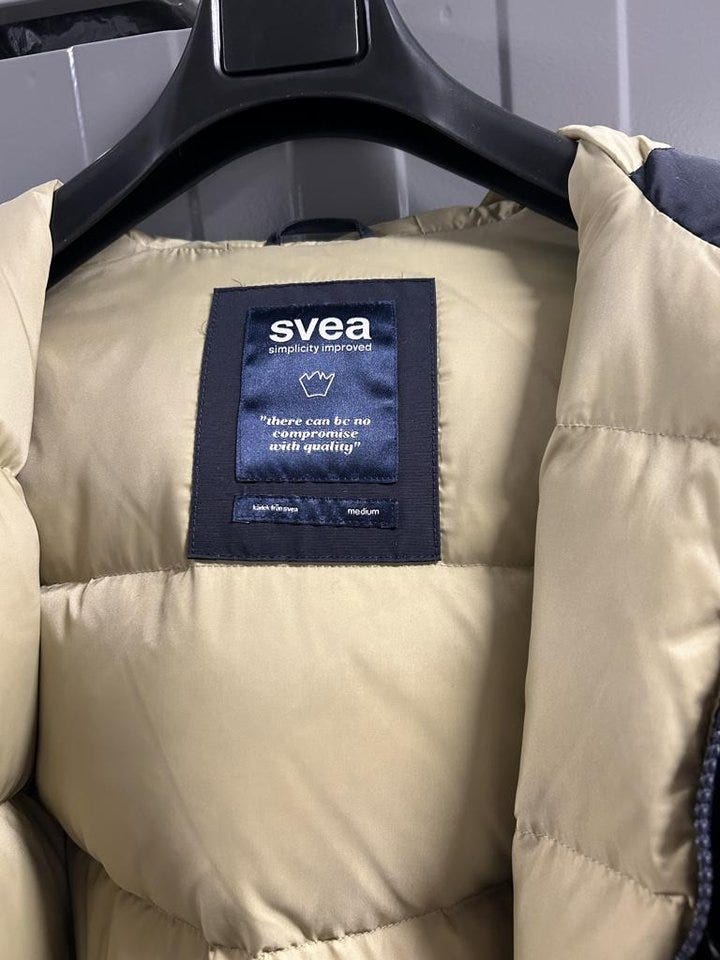 svea
simplicity improved
"there can be no
compromise
with quality"
kärlek från svea
medium